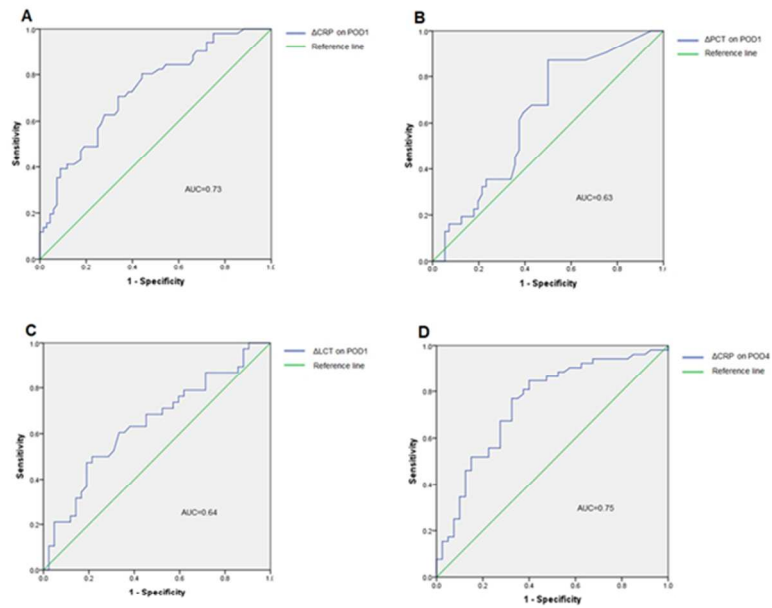 A
ΔCRP on POD1
Reference line
Sensitivity
1.0
0.8
0.6
0.4
0.2
0.0
AUC=0.73
0.0 0.2 0.4 0.6 0.8 1.0
1 - Specificity
B
ΔPCT on POD1
Reference line
Sensitivity
1.0
0.8
0.6
0.4
0.2
0.0
AUC=0.63
0.0 0.2 0.4 0.6 0.8 1.0
1 - Specificity
C
ΔLCT on POD1
Reference line
Sensitivity
1.0
0.8
0.6
0.4
0.2
0.0
AUC=0.64
0.0 0.2 0.4 0.6 0.8 1.0
1 - Specificity
D
ΔCRP on POD4
Reference line
Sensitivity
1.0
0.8
0.6
0.4
0.2
0.0
AUC=0.75
0.0 0.2 0.4 0.6 0.8 1.0
1 - Specificity